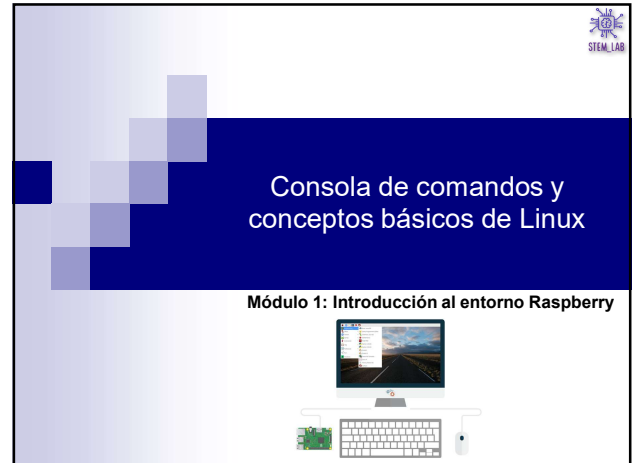 STEM_LAB
Consola de comandos y
conceptos básicos de Linux
Módulo 1: Introducción al entorno Raspberry